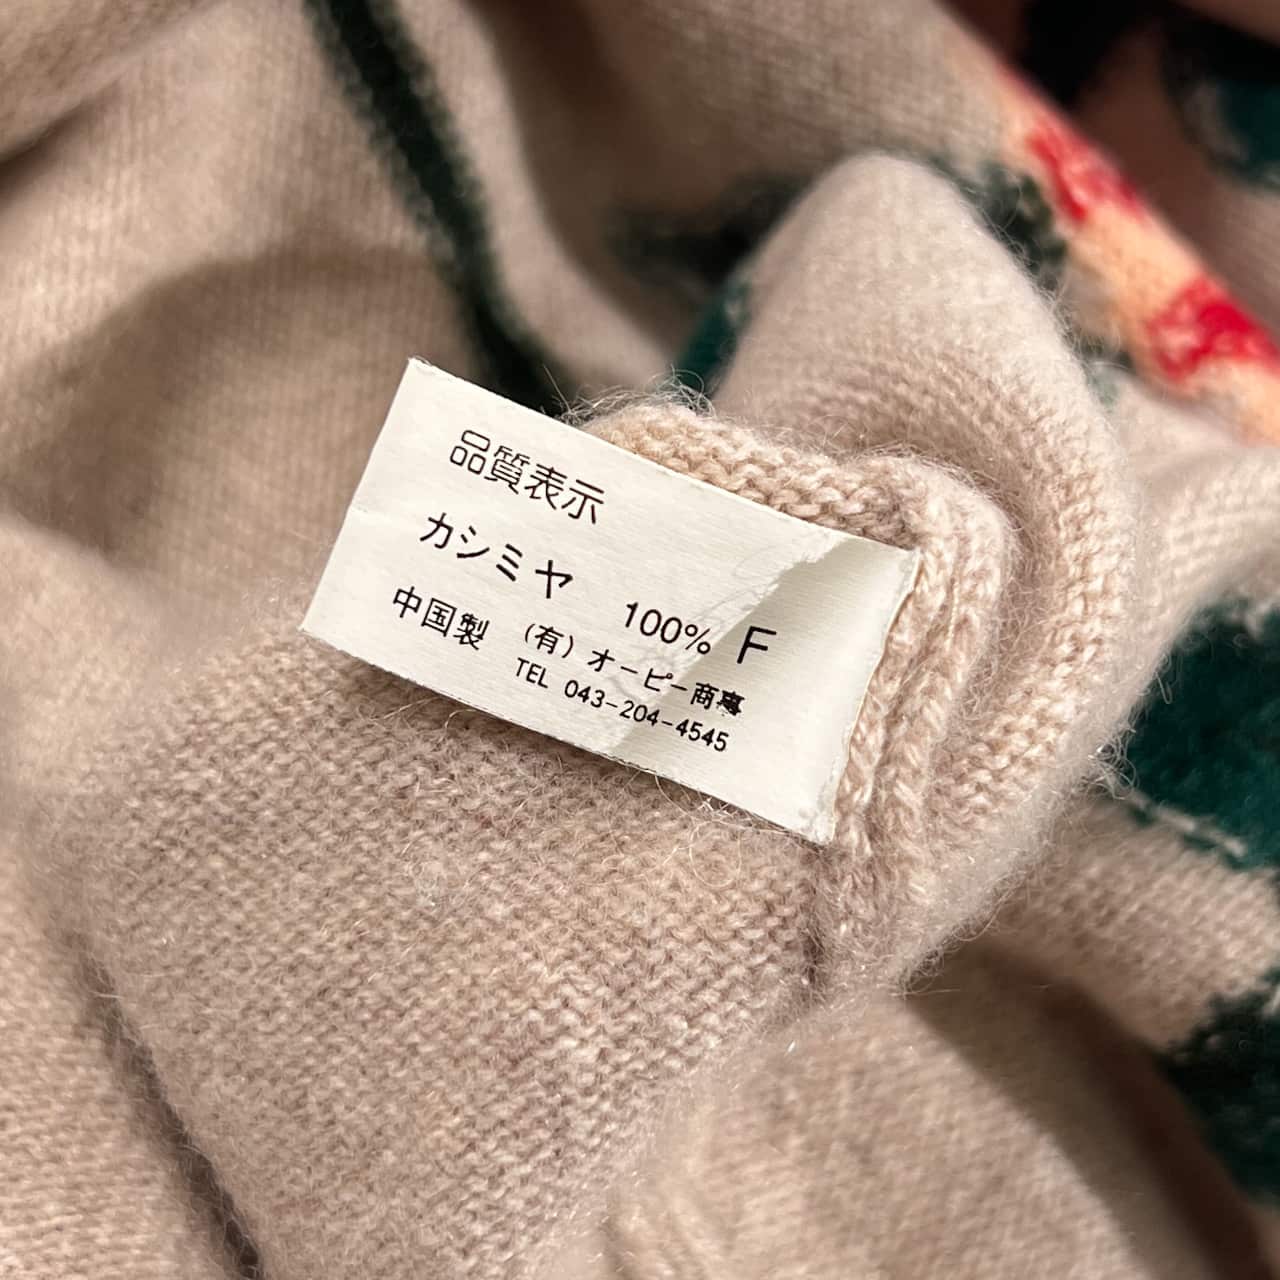 品質表示
カシミヤ 100% F
中国製 (有)オーピー商事
TEL 043-204-4545